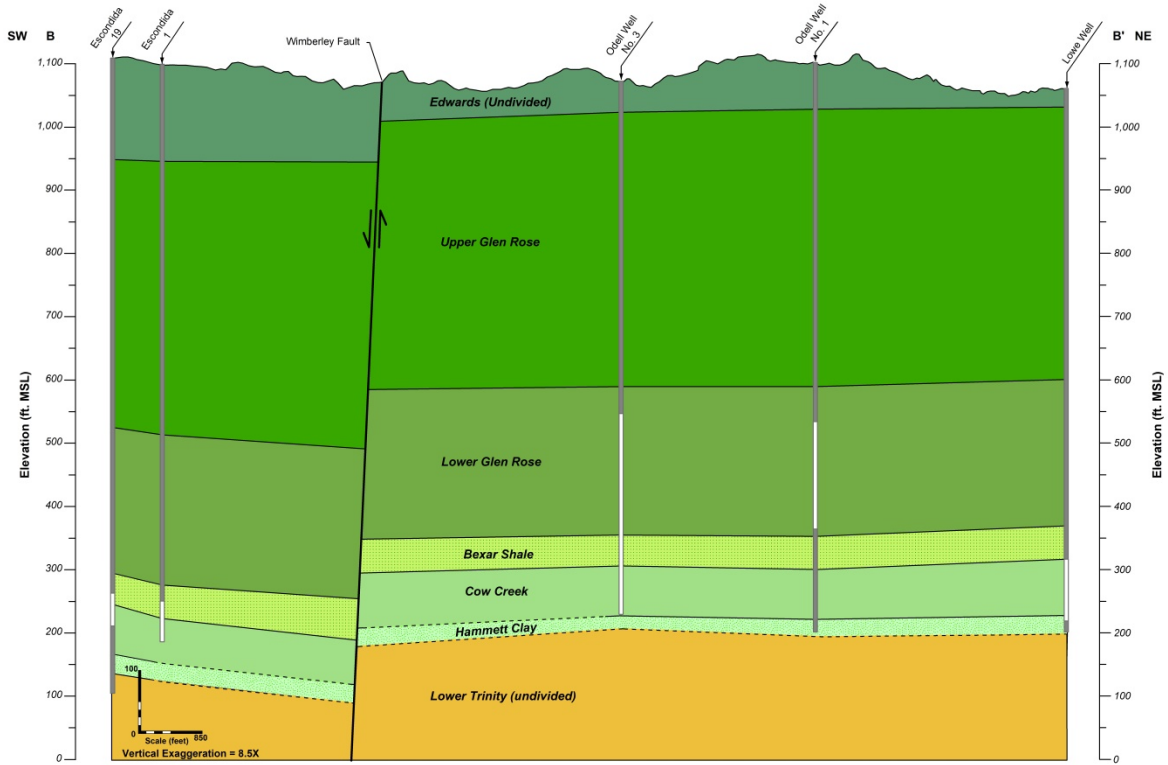 Escondida
19
Escondida
1
Odell Well
No. 3
Odell Well
No. 1
Lowe Well
SW B
B' NE
Wimberley Fault
1,100
1,000
900
800
700
600
500
400
300
200
100
0
Elevation (ft. MSL)
Edwards (Undivided)
Upper Glen Rose
Lower Glen Rose
Bexar Shale
Cow Creek
Hammett Clay
Lower Trinity (undivided)
100
0
Scale (feet)
850
Vertical Exaggeration = 8.5X
1,100
1,000
900
800
700
600
500
400
300
200
100
0
Elevation (ft. MSL)